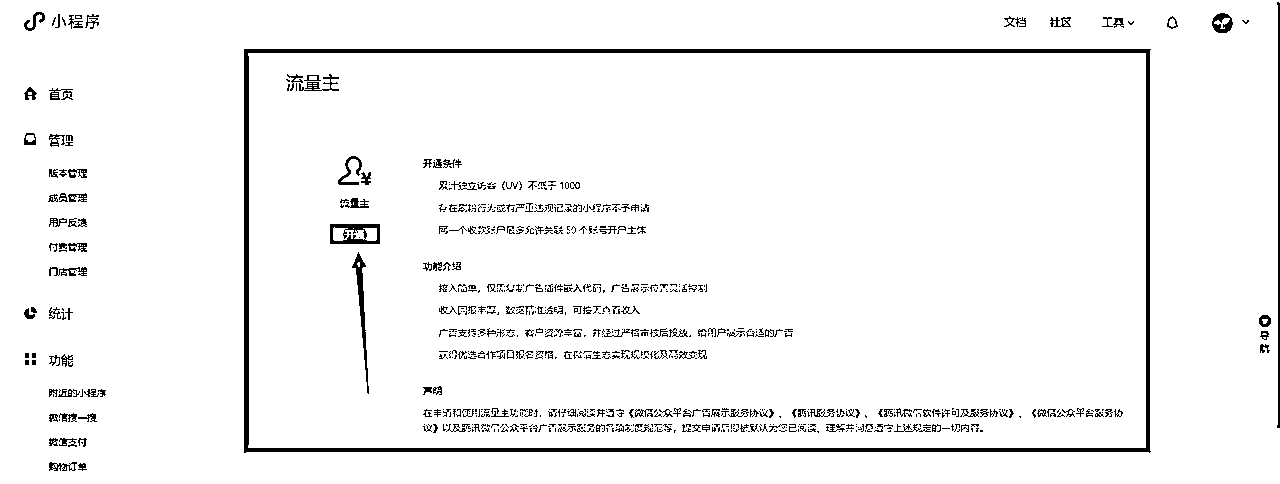 小程序
文档 社区 工具
首页
管理
版本管理
成员管理
用户反馈
付费管理
门店管理
统计
功能
附近的小程序
微信搜一搜
微信支付
购物订单
流量主
流量主
开通
开通条件
累计独立访客（UV）不低于 1000
存在刷粉行为或有严重违规记录的小程序不予申请
同一个收款账户最多允许关联 50 个账号开户主体
功能介绍
接入简单，仅需复制广告插件嵌入代码，广告展示位置灵活控制
收入回报丰厚，数据精准透明，可按天查看收入
广告支持多种形态，客户资源丰富，并经过严格审核后投放，给用户展示合适的广告
获得优选合作项目报名资格，在微信生态实现规模化及高效变现
声明
在申请和使用流量主功能时，请仔细阅读并遵守《微信公众平台广告展示服务协议》、《腾讯服务协议》、《腾讯微信软件许可及服务协议》、《微信公众平台服务协
议》以及腾讯微信公众平台广告展示服务的各项制度规范等，提交申请后即被默认为您已阅读、理解并同意遵守上述规定的一切内容。
导航